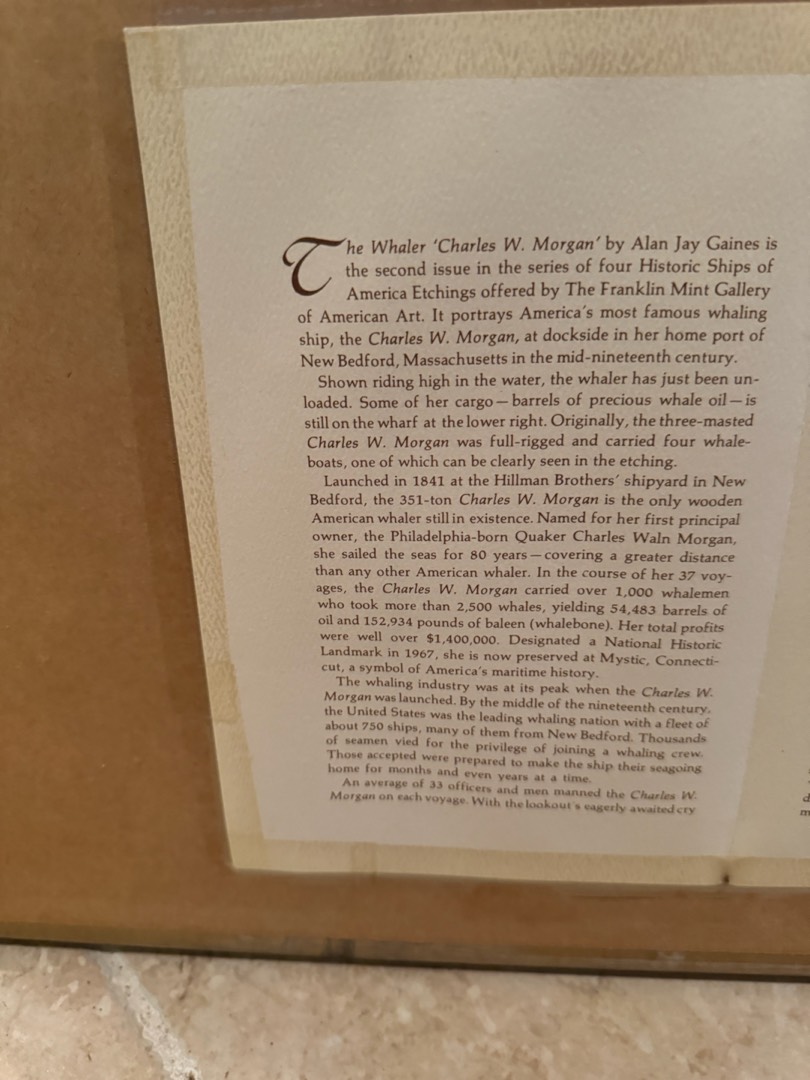 The Whaler ‘Charles W. Morgan’ by Alan Jay Gaines is
the second issue in the series of four Historic Ships of
America Etchings offered by The Franklin Mint Gallery
of American Art. It portrays America's most famous whaling
ship, the Charles W. Morgan, at dockside in her home port of
New Bedford, Massachusetts in the mid-nineteenth century.
Shown riding high in the water, the whaler has just been un-
loaded. Some of her cargo — barrels of precious whale oil — is
still on the wharf at the lower right. Originally, the three-masted
Charles W. Morgan was full-rigged and carried four whale-
boats, one of which can be clearly seen in the etching.
Launched in 1841 at the Hillman Brothers' shipyard in New
Bedford, the 351-ton Charles W. Morgan is the only wooden
American whaler still in existence. Named for her first principal
owner, the Philadelphia-born Quaker Charles Waln Morgan,
she sailed the seas for 80 years — covering a greater distance
than any other American whaler. In the course of her 37 voy-
ages, the Charles W. Morgan carried over 1,000 whalemen
who took more than 2,500 whales, yielding 54,483 barrels of
oil and 152,934 pounds of baleen (whalebone). Her total profits
were well over $1,400,000. Designated a National Historic
Landmark in 1967, she is now preserved at Mystic, Connecti-
cut, a symbol of America's maritime history.
The whaling industry was at its peak when the Charles W.
Morgan was launched. By the middle of the nineteenth century,
the United States was the leading whaling nation with a fleet of
about 750 ships, many of them from New Bedford. Thousands
of seamen vied for the privilege of joining a whaling crew.
Those accepted were prepared to make the ship their seagoing
home for months and even years at a time.
An average of 33 officers and men manned the Charles W.
Morgan on each voyage. With the lookout's eagerly awaited cry
d
m